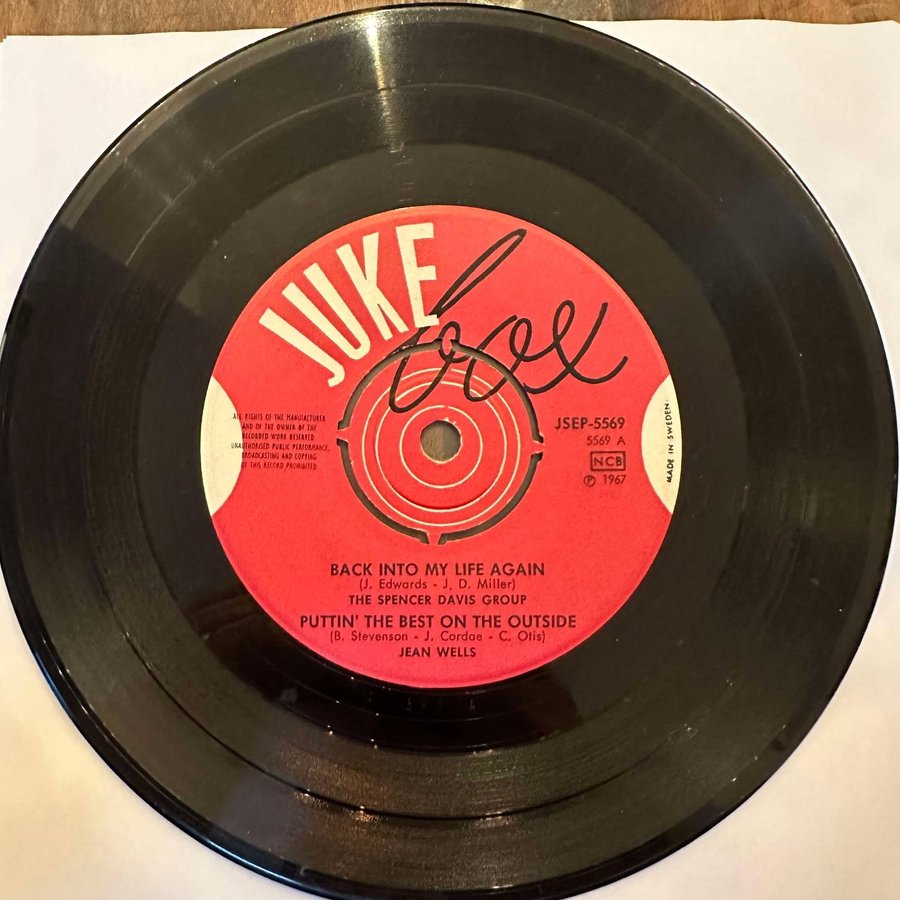 JUKE
box
ALL RIGHTS OF THE MANUFACTURER
AND OF THE OWNER OF THE
RECORDED WORK RESERVED.
UNAUTHORISED PUBLIC PERFORMANCE,
BROADCASTING AND COPYING
OF THIS RECORD PROHIBITED.
JSEP-5569
5569 A
NCB
℗ 1967
MADE IN SWEDEN
BACK INTO MY LIFE AGAIN
(J. Edwards - J. D. Miller)
THE SPENCER DAVIS GROUP
PUTTIN' THE BEST ON THE OUTSIDE
(B. Stevenson - J. Cordae - C. Otis)
JEAN WELLS